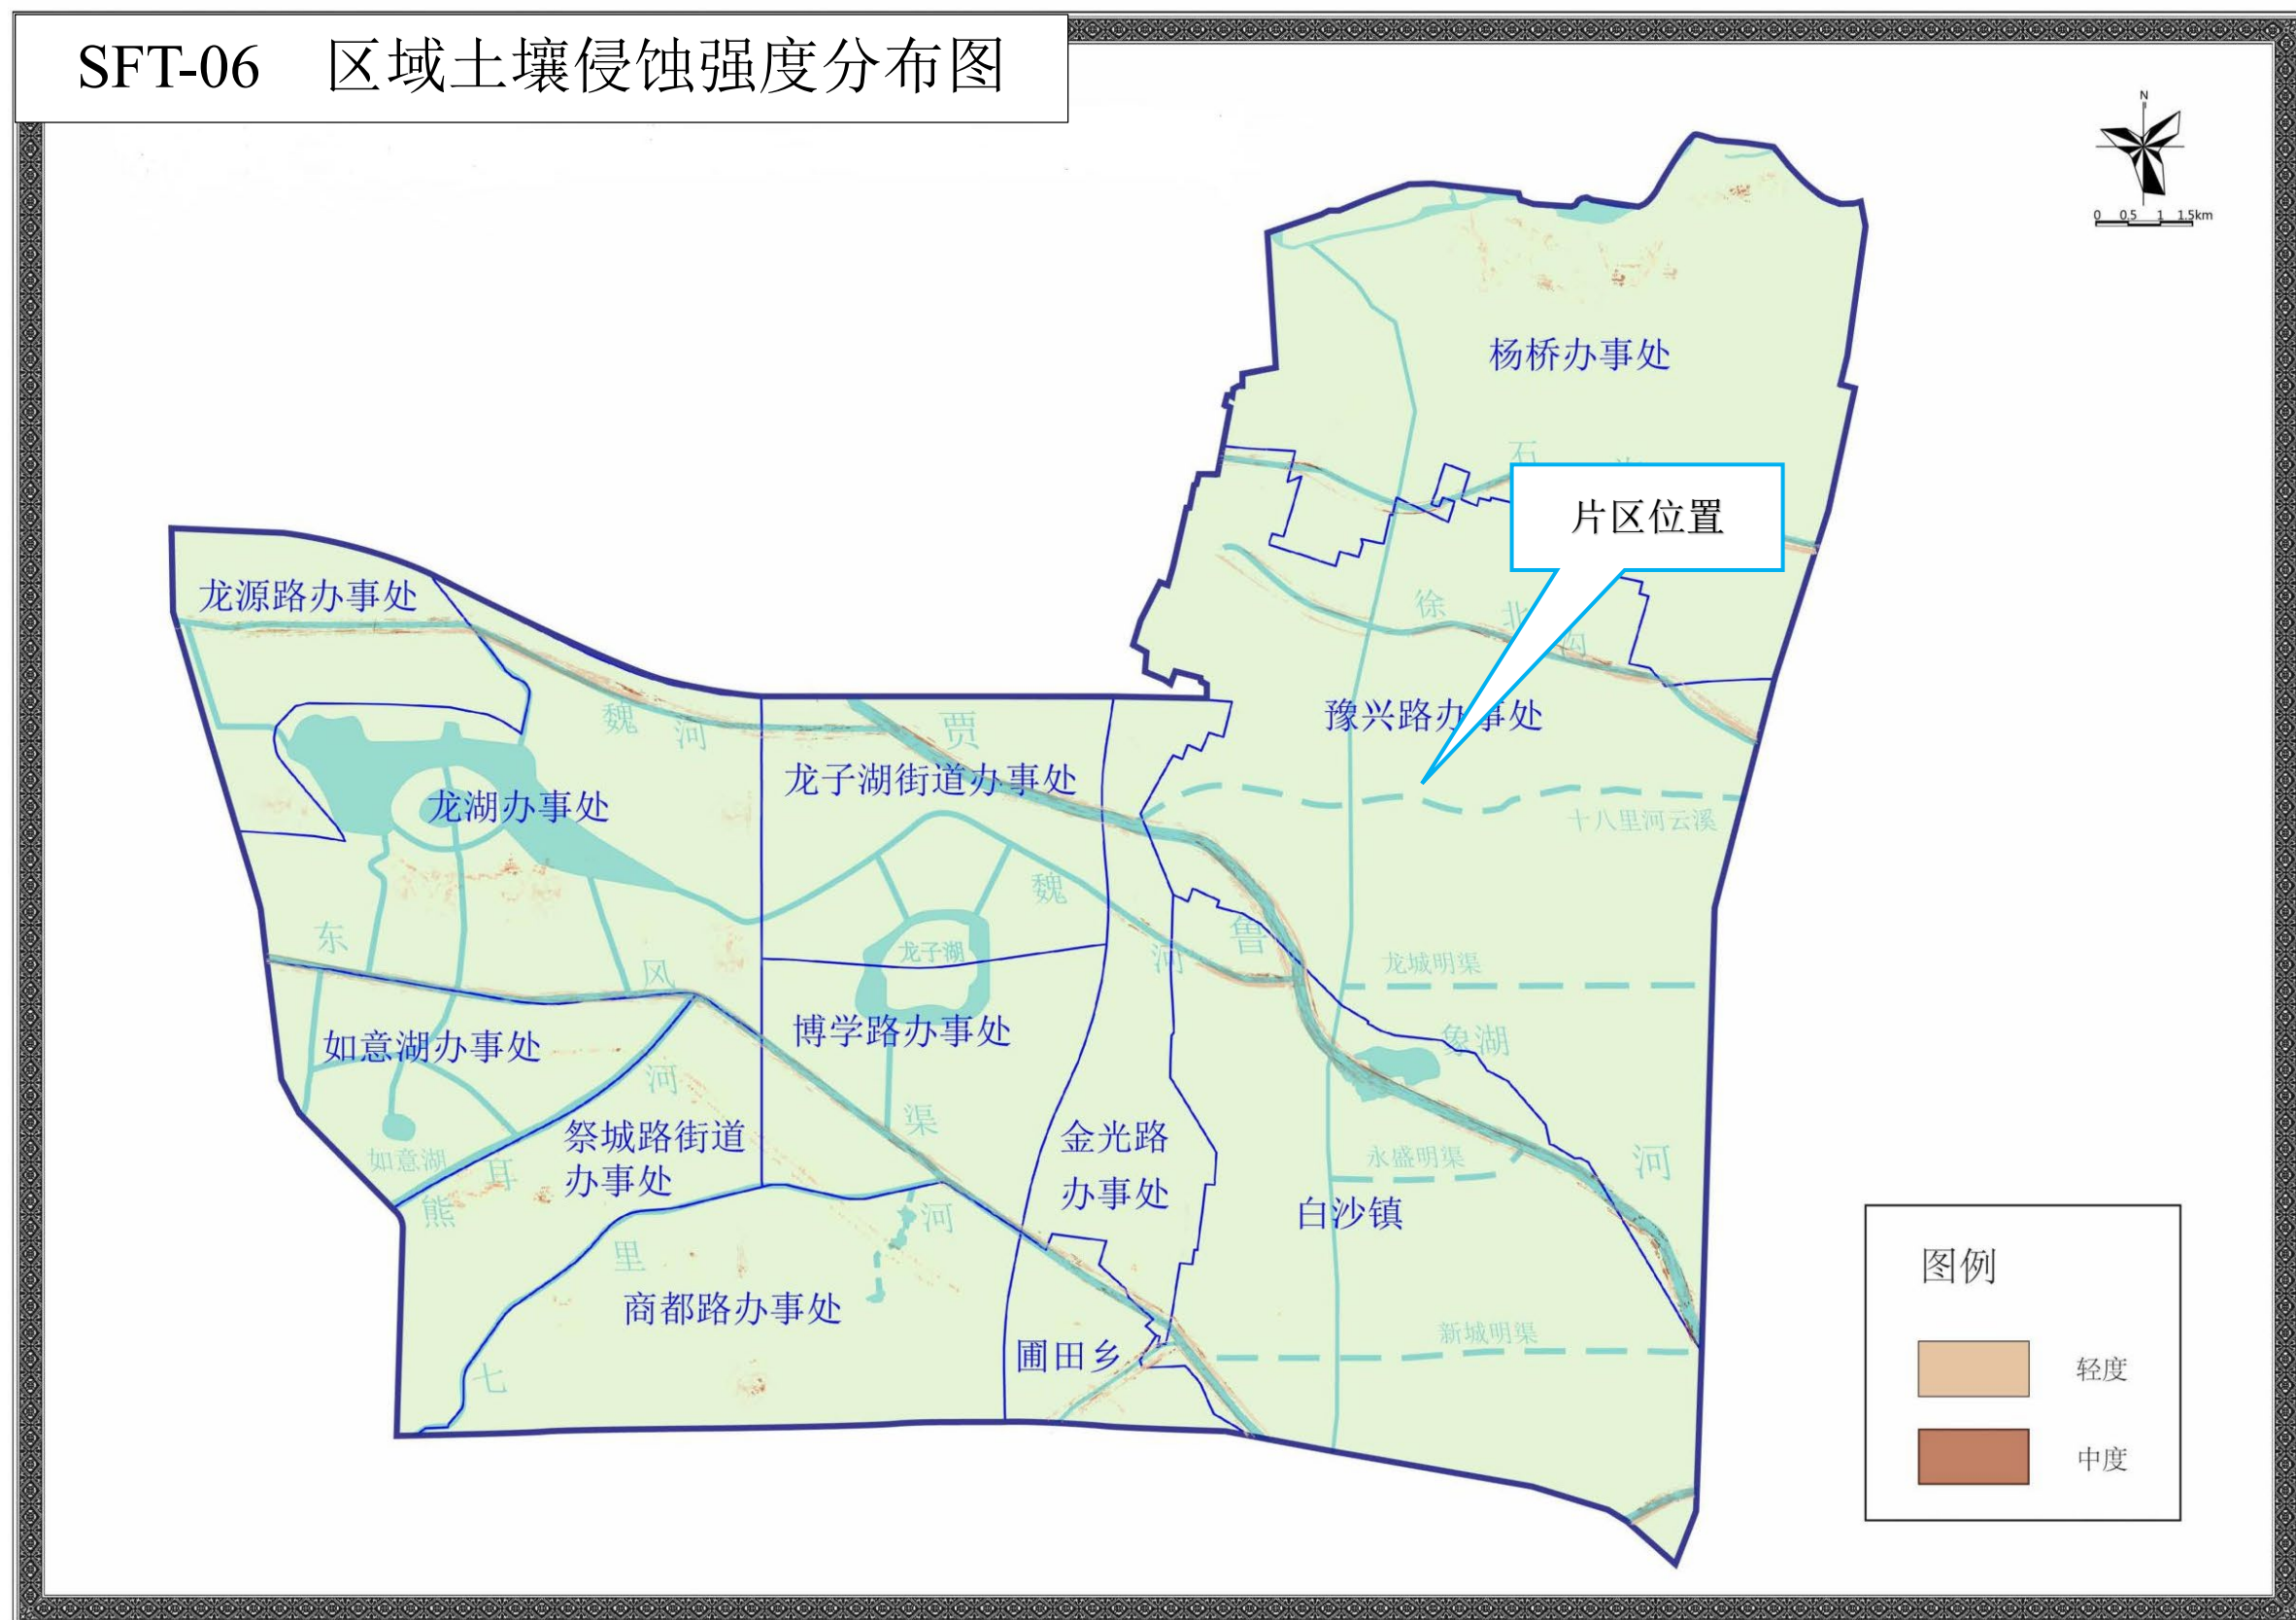 SFT-06 区域土壤侵蚀强度分布图
N
0 0.5 1 1.5km
杨桥办事处
石
片区位置
龙源路办事处
徐
北
沟
魏
河
贾
豫兴路办事处
龙子湖街道办事处
龙湖办事处
十八里河云溪
魏
河
鲁
东
风
龙子湖
龙城明渠
如意湖办事处
博学路办事处
象湖
河
渠
祭城路街道
办事处
金光路
办事处
如意湖
耳
熊
永盛明渠
河
白沙镇
河
里
商都路办事处
圃田乡
新城明渠
七
图例
轻度
中度